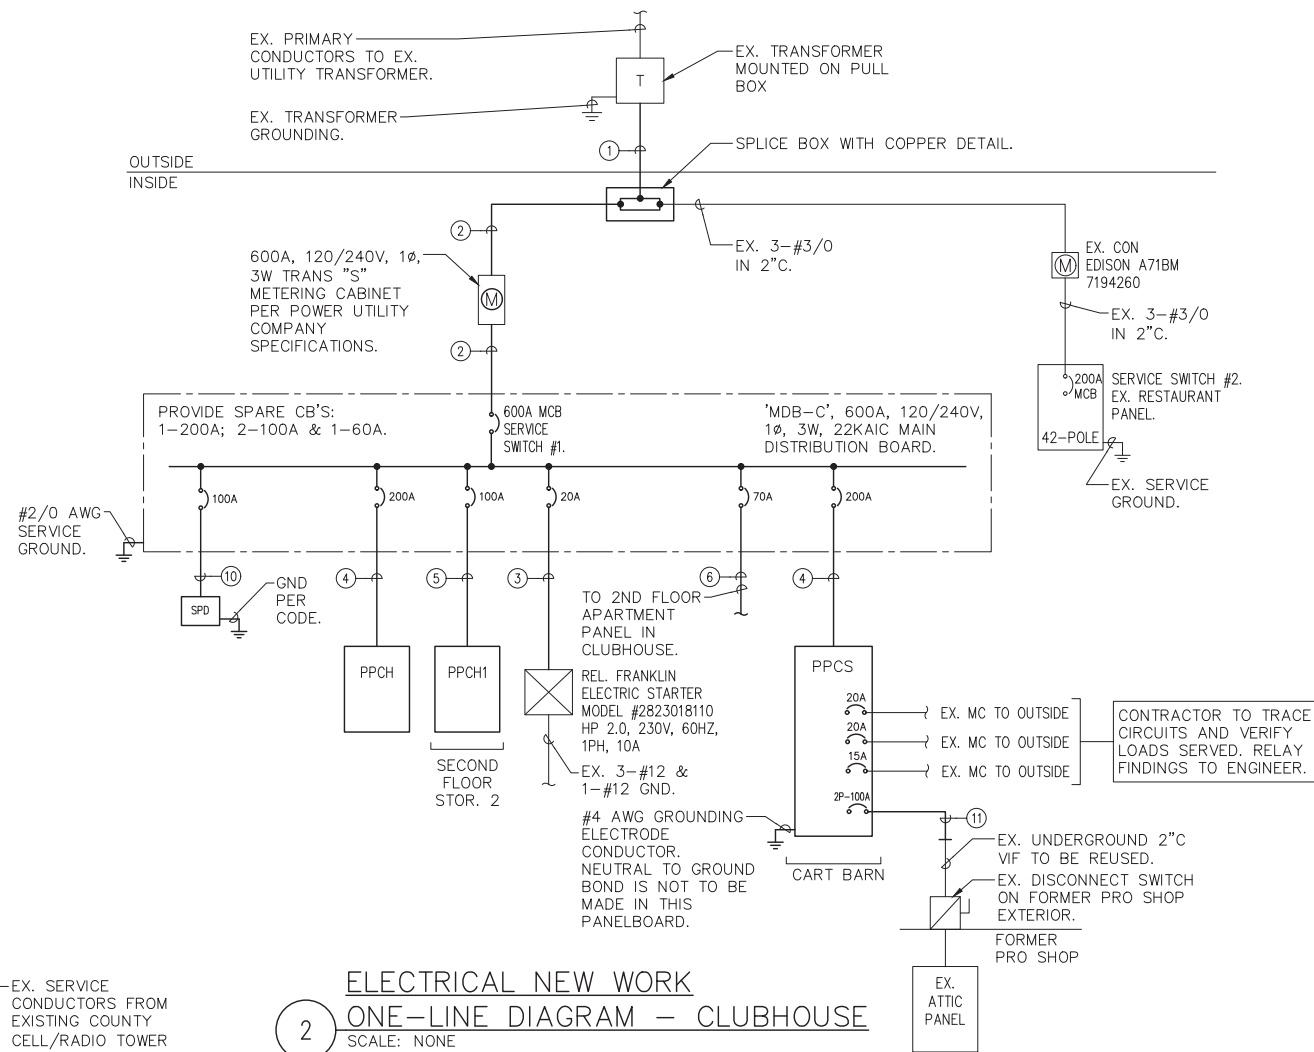 EX. PRIMARY
CONDUCTORS TO EX.
UTILITY TRANSFORMER.
T
EX. TRANSFORMER
MOUNTED ON PULL
BOX
EX. TRANSFORMER
GROUNDING.
1
SPLICE BOX WITH COPPER DETAIL.
OUTSIDE
INSIDE
2
EX. 3-#3/0
IN 2"C.
600A, 120/240V, 1ø,
3W TRANS "S"
METERING CABINET
PER POWER UTILITY
COMPANY
SPECIFICATIONS.
M
2
M
EX. CON
EDISON A71BM
7194260
EX. 3-#3/0
IN 2"C.
200A
MCB
42-POLE
SERVICE SWITCH #2.
EX. RESTAURANT
PANEL.
EX. SERVICE
GROUND.
PROVIDE SPARE CB'S:
1-200A; 2-100A & 1-60A.
600A MCB
SERVICE
SWITCH #1.
'MDB-C', 600A, 120/240V,
1ø, 3W, 22KAIC MAIN
DISTRIBUTION BOARD.
100A
200A
100A
20A
70A
200A
#2/0 AWG
SERVICE
GROUND.
10
4
5
3
6
4
SPD
GND
PER
CODE.
PPCH
PPCH1
SECOND
FLOOR
STOR. 2
TO 2ND FLOOR
APARTMENT
PANEL IN
CLUBHOUSE.
REL. FRANKLIN
ELECTRIC STARTER
MODEL #2823018110
HP 2.0, 230V, 60HZ,
1PH, 10A
EX. 3-#12 &
1-#12 GND.
#4 AWG GROUNDING
ELECTRODE
CONDUCTOR.
NEUTRAL TO GROUND
BOND IS NOT TO BE
MADE IN THIS
PANELBOARD.
PPCS
20A
20A
15A
2P-100A
CART BARN
EX. MC TO OUTSIDE
EX. MC TO OUTSIDE
EX. MC TO OUTSIDE
CONTRACTOR TO TRACE
CIRCUITS AND VERIFY
LOADS SERVED. RELAY
FINDINGS TO ENGINEER.
11
EX. UNDERGROUND 2"C
VIF TO BE REUSED.
EX. DISCONNECT SWITCH
ON FORMER PRO SHOP
EXTERIOR.
FORMER
PRO SHOP
EX.
ATTIC
PANEL
EX. SERVICE
CONDUCTORS FROM
EXISTING COUNTY
CELL/RADIO TOWER
2
ELECTRICAL NEW WORK
ONE-LINE DIAGRAM - CLUBHOUSE
SCALE: NONE